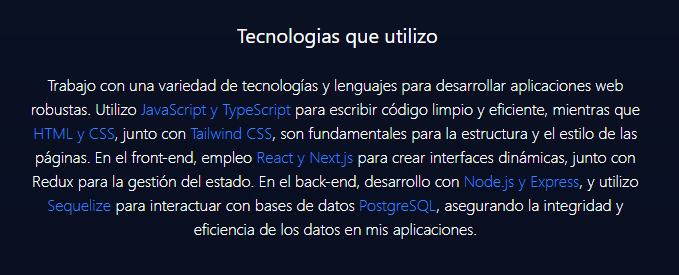 Tecnologias que utilizo
Trabajo con una variedad de tecnologías y lenguajes para desarrollar aplicaciones web
robustas. Utilizo JavaScript y TypeScript para escribir código limpio y eficiente, mientras que
HTML y CSS, junto con Tailwind CSS, son fundamentales para la estructura y el estilo de las
páginas. En el front-end, empleo React y Next.js para crear interfaces dinámicas, junto con
Redux para la gestión del estado. En el back-end, desarrollo con Node.js y Express, y utilizo
Sequelize para interactuar con bases de datos PostgreSQL, asegurando la integridad y
eficiencia de los datos en mis aplicaciones.